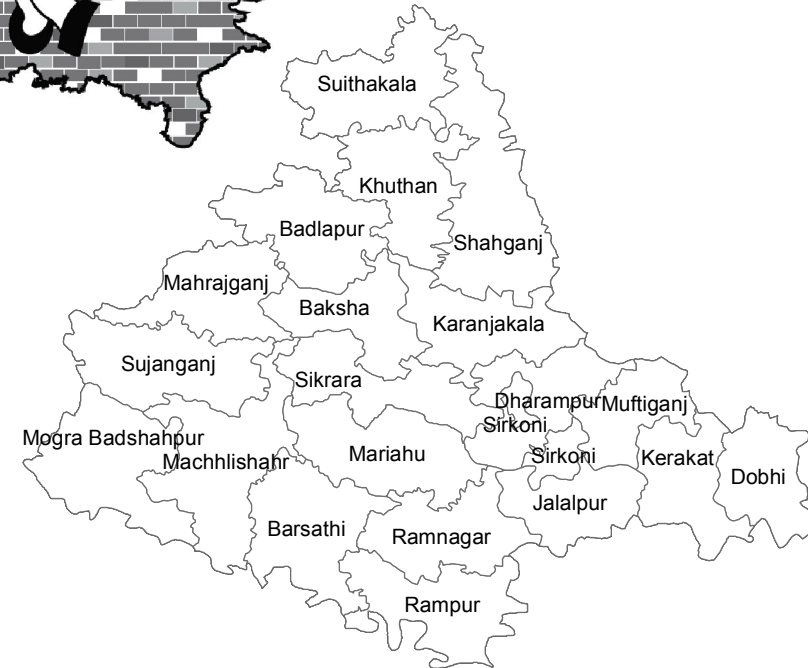 Suithakala
Khuthan
Badlapur
Shahganj
Mahrajganj
Baksha
Karanjakala
Sujanganj
Sikrara
Dharampur
Muftiganj
Sirkoni
Mogra Badshahpur
Machhlishahr
Mariahu
Sirkoni
Kerakat
Dobhi
Jalalpur
Barsathi
Ramnagar
Rampur